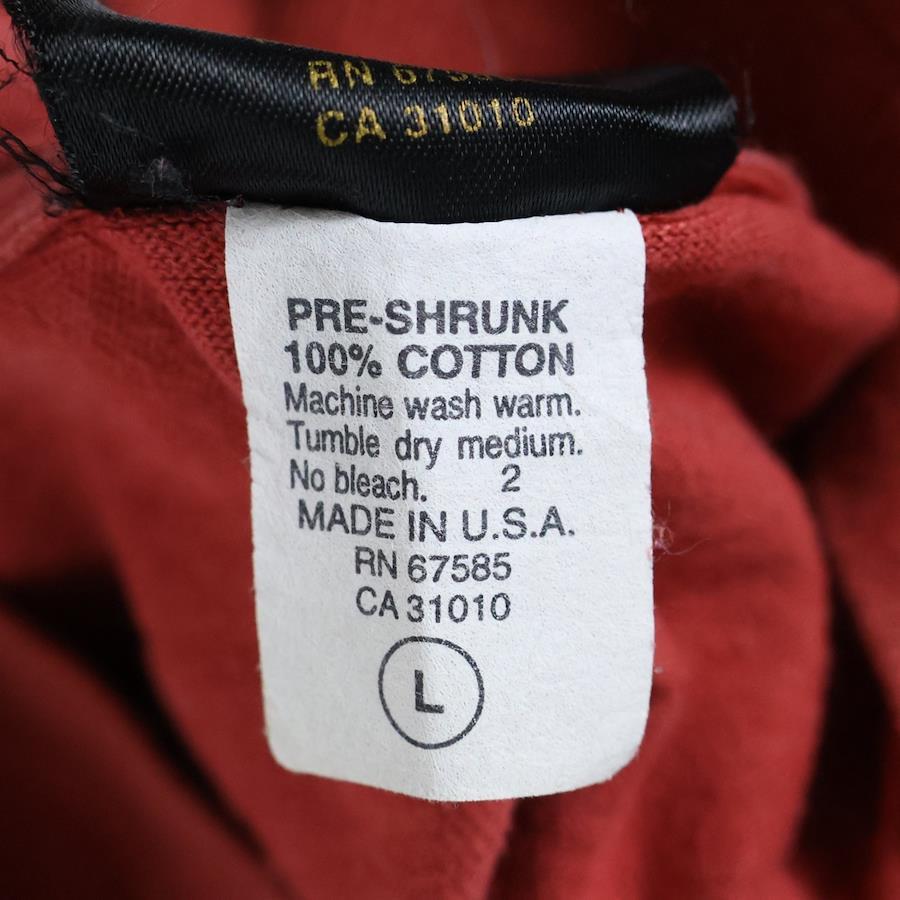 RN
CA 31010
PRE-SHRUNK
100% COTTON
Machine wash warm.
Tumble dry medium.
No bleach. 2
MADE IN U.S.A.
RN 67585
CA 31010
L